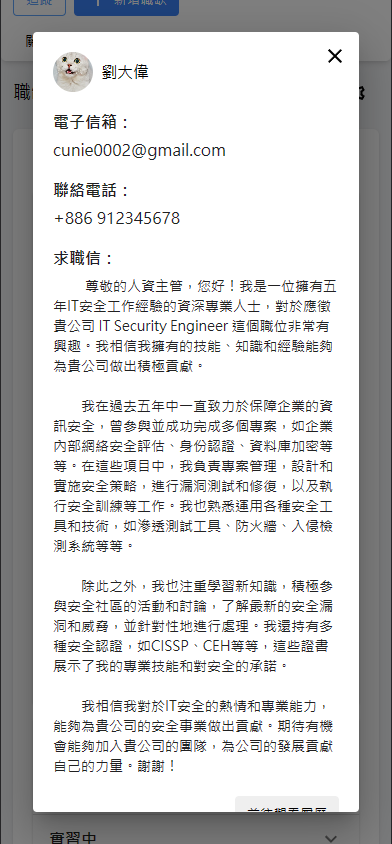 追蹤
新增職缺
劉大偉
電子信箱：
cunie0002@gmail.com
聯絡電話：
+886 912345678
求職信：
尊敬的人資主管，您好！我是一位擁有五
年IT安全工作經驗的資深專業人士，對於應徵
貴公司 IT Security Engineer 這個職位非常有
興趣。我相信我擁有的技能、知識和經驗能夠
為貴公司做出積極貢獻。
我在過去五年中一直致力於保障企業的資
訊安全，曾參與並成功完成多個專案，如企業
內部網絡安全評估、身份認證、資料庫加密等
等。在這些項目中，我負責專案管理，設計和
實施安全策略，進行漏洞測試和修復，以及執
行安全訓練等工作。我也熟悉運用各種安全工
具和技術，如滲透測試工具、防火牆、入侵檢
測系統等等。
除此之外，我也注重學習新知識，積極參
與安全社區的活動和討論，了解最新的安全漏
洞和威脅，並針對性地進行處理。我還持有多
種安全認證，如CISSP、CEH等等，這些證書
展示了我的專業技能和對安全的承諾。
我相信我對於IT安全的熱情和專業能力，
能夠為貴公司的安全事業做出貢獻。期待有機
會能夠加入貴公司的團隊，為公司的發展貢獻
自己的力量。謝謝！
前往觀看履歷
實習中